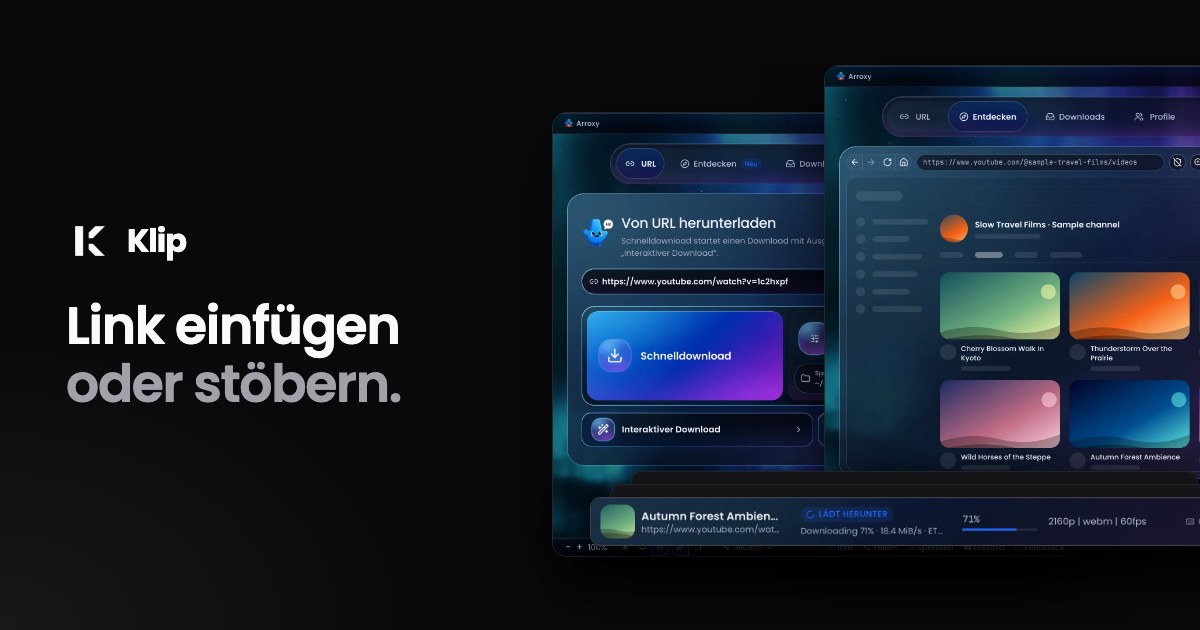 Klip
Link einfügen
oder stöbern.
Arroxy
URL
Entdecken
Neu
Von URL herunterladen
Schnelldownload startet einen Download mit
„Interaktiver Download“.
https://www.youtube.com/watch?v=1c2hxpf
Schnelldownload
Interaktiver Download
Arroxy
URL
Entdecken
Downloads
Profile
https://www.youtube.com/@sample-travel-films/videos
Slow Travel Films · Sample channel
Cherry Blossom Walk in
Kyoto
Thunderstorm Over the
Prairie
Wild Horses of the Steppe
Autumn Forest Ambience
Autumn Forest Ambien...
https://www.youtube.com/wat...
LÄDT HERUNTER
Downloading 71% · 18.4 MiB/s · ET...
71%
2160p | webm | 60fps
100%